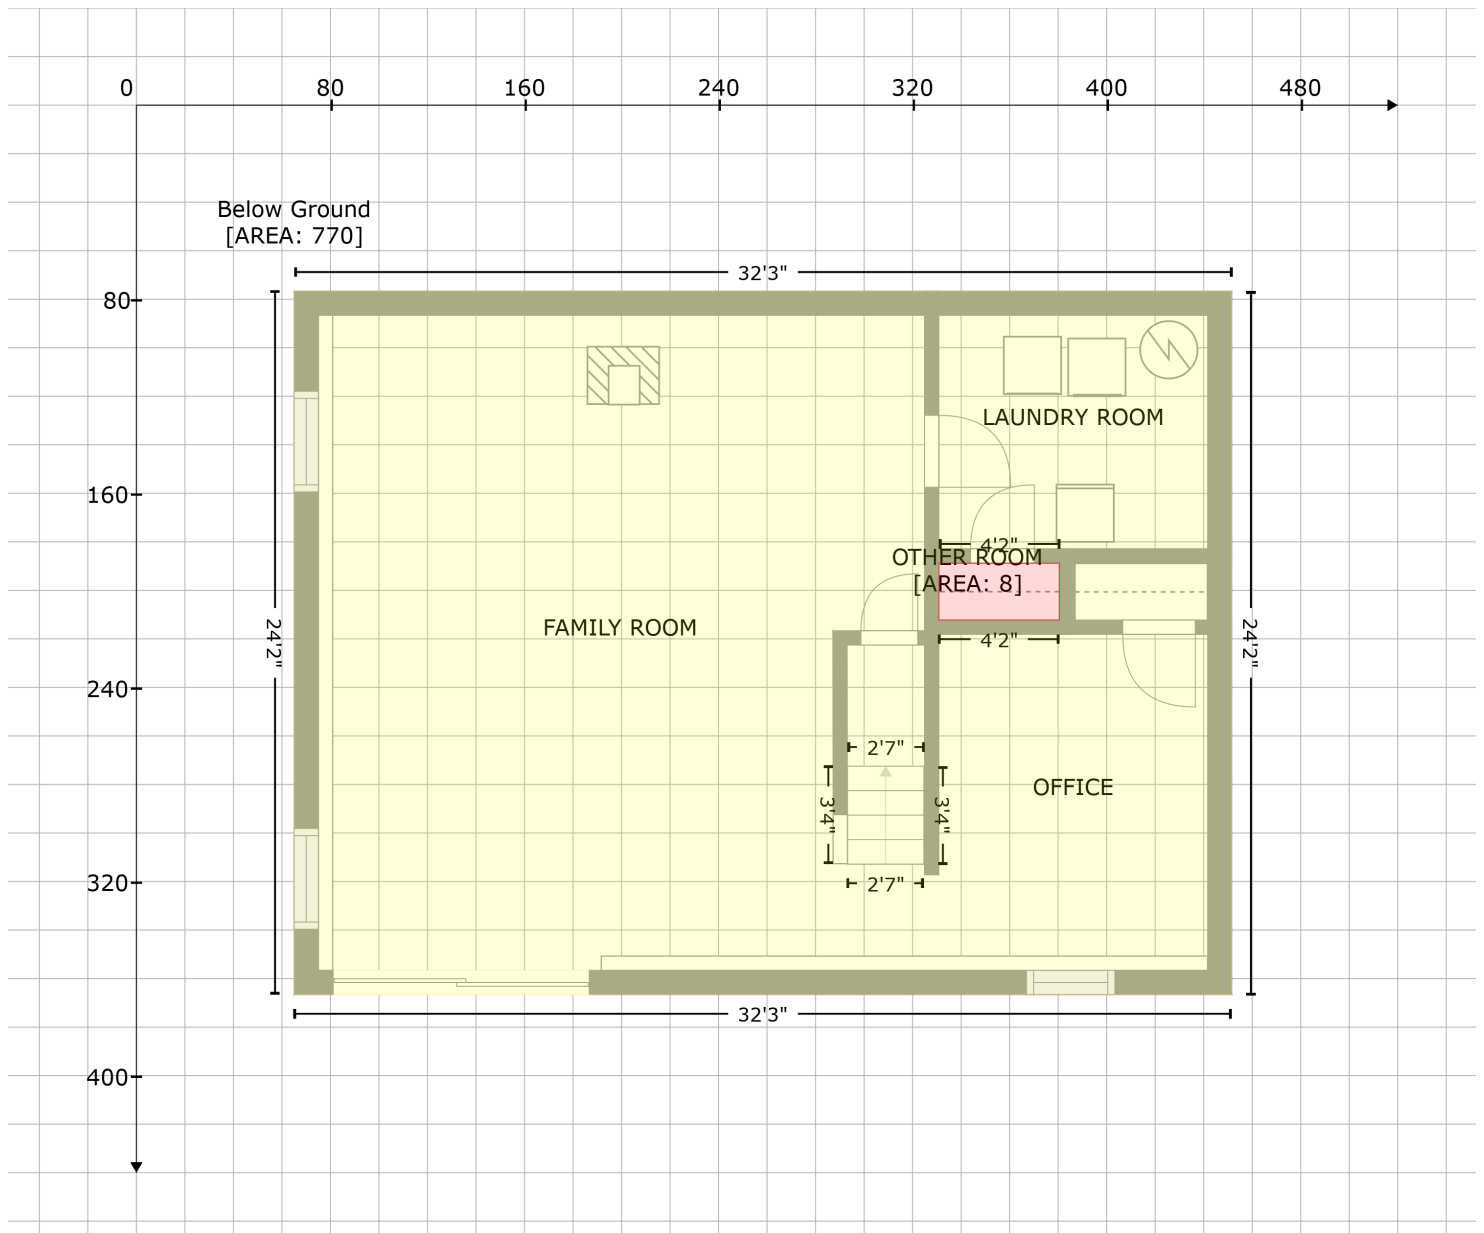 0 80 160 240 320 400 480
Below Ground
[AREA: 770]
32'3"
80
LAUNDRY ROOM
160
4'2"
OTHER ROOM
[AREA: 8]
FAMILY ROOM
24'2"
24'2"
4'2"
240
2'7"
OFFICE
3'4"
3'4"
320
2'7"
32'3"
400